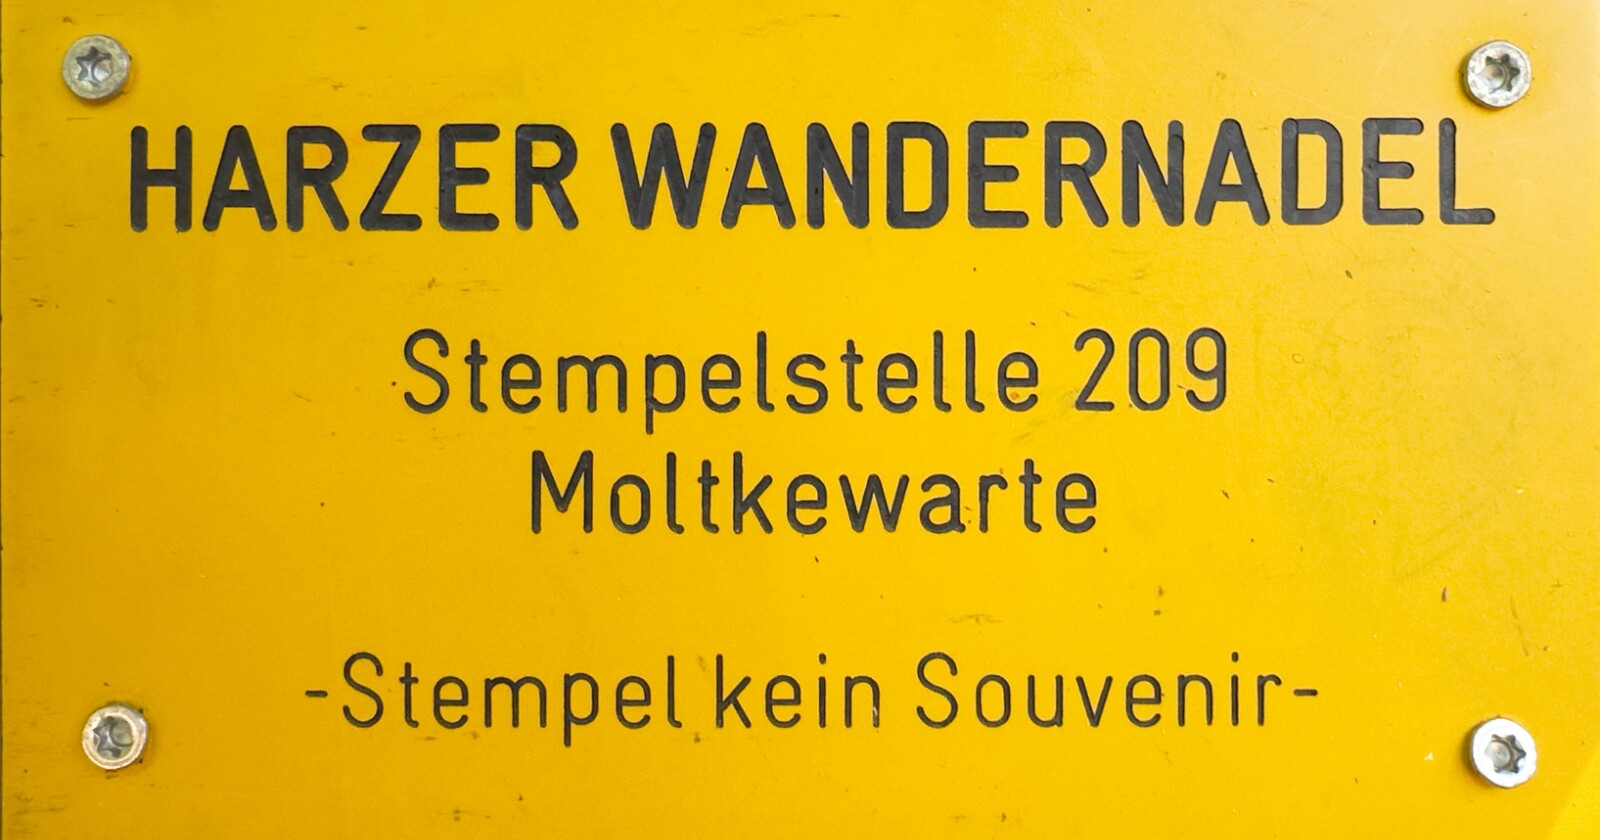 HARZER WANDERNADEL
Stempelstelle 209
Moltkewarte
-Stempel kein Souvenir-